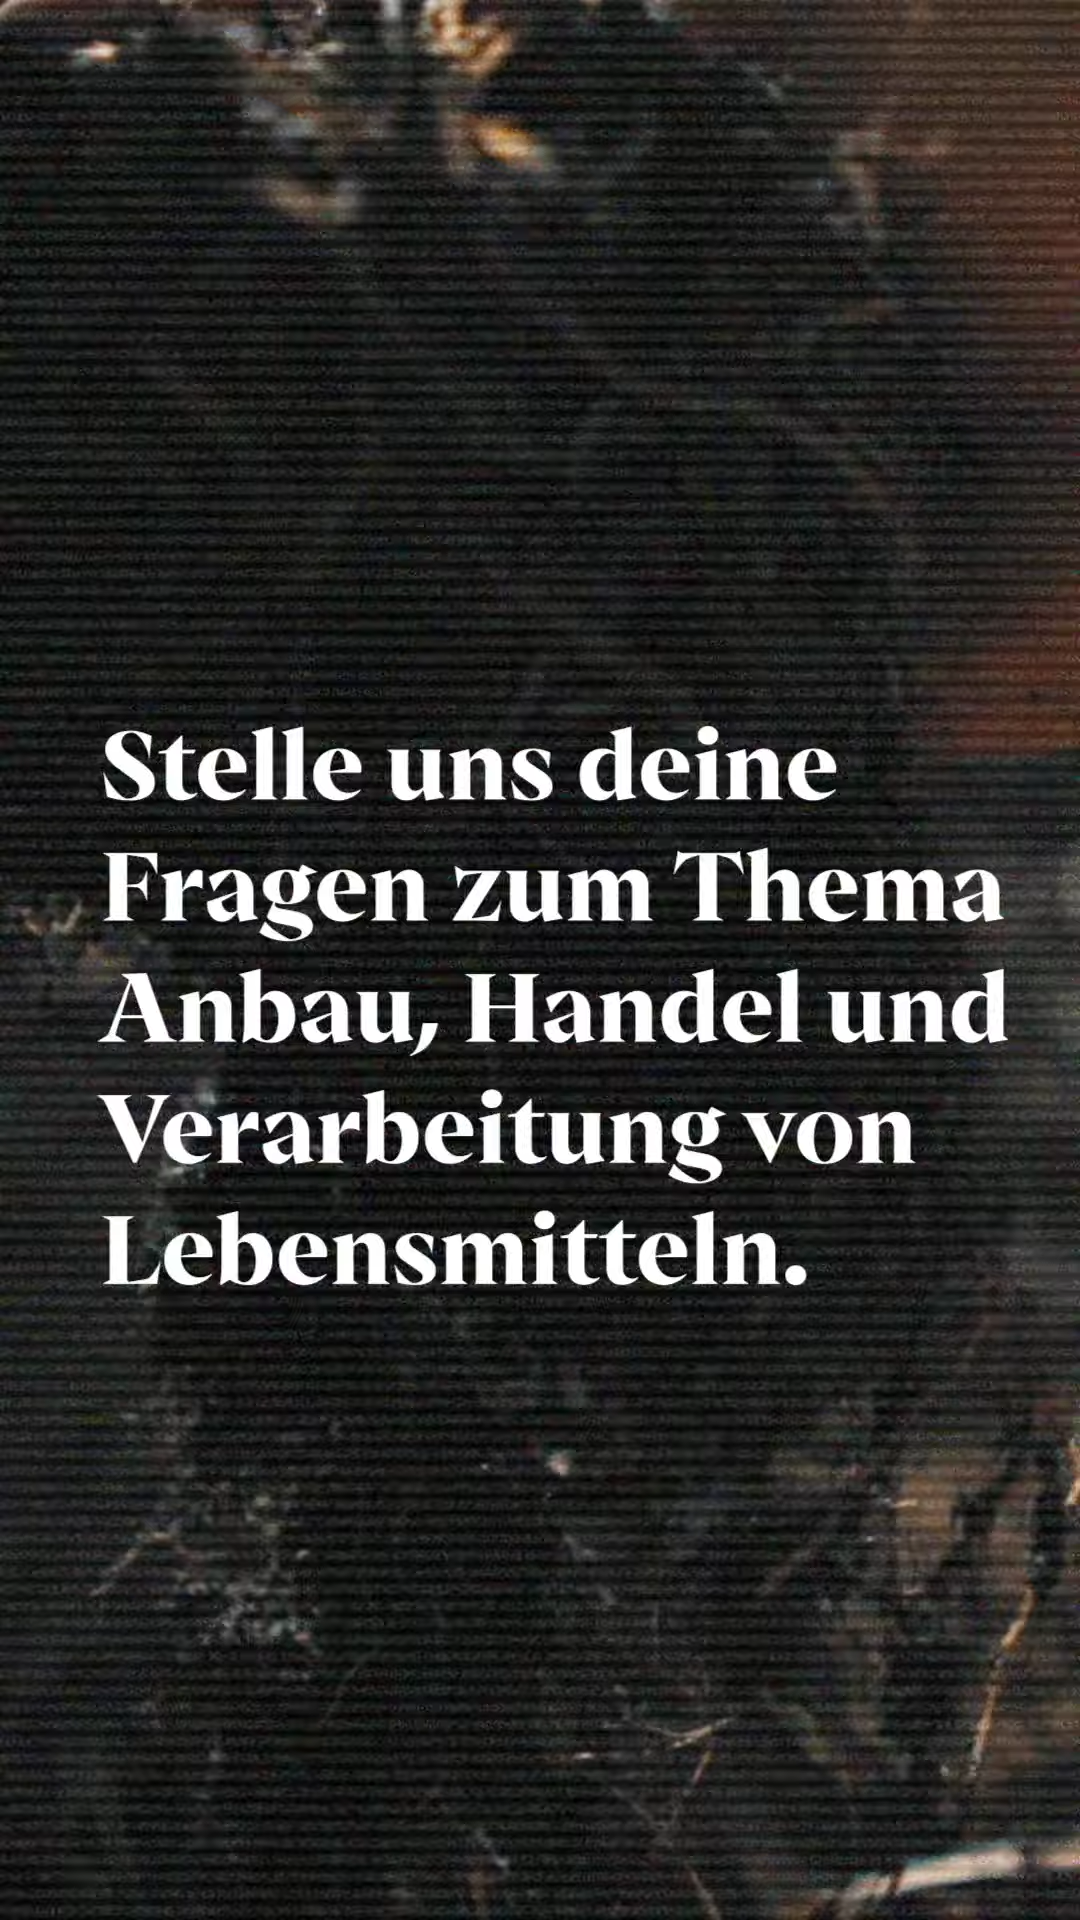 Stelle uns deine
Fragen zum Thema
Anbau, Handel und
Verarbeitung von
Lebensmitteln.